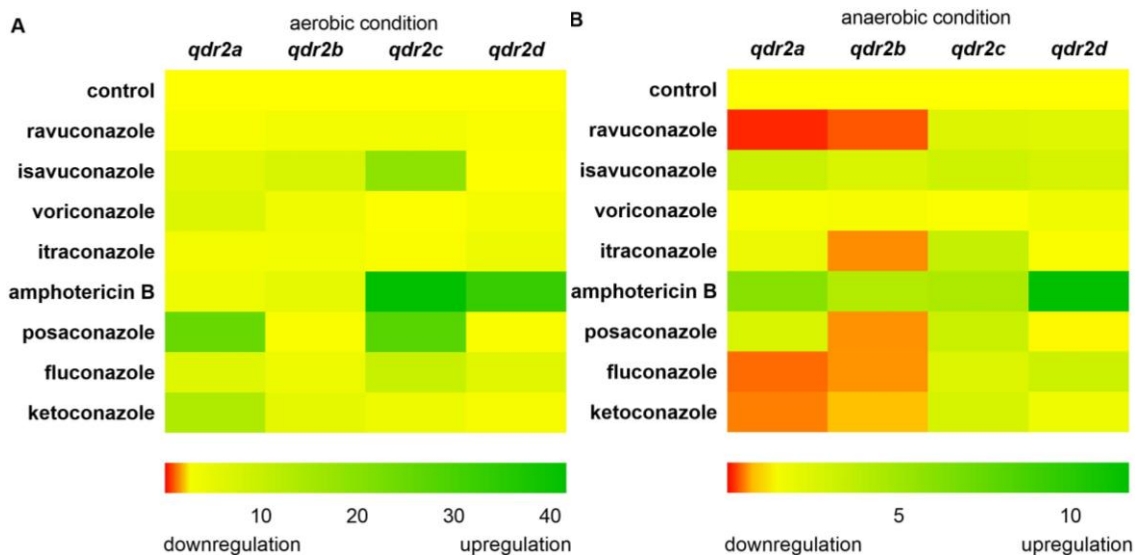 A
aerobic condition
qdr2a qdr2b qdr2c qdr2d
control
ravuconazole
isavuconazole
voriconazole
itraconazole
amphotericin B
posaconazole
fluconazole
ketoconazole
10 20 30 40
downregulation upregulation
B
anaerobic condition
qdr2a qdr2b qdr2c qdr2d
control
ravuconazole
isavuconazole
voriconazole
itraconazole
amphotericin B
posaconazole
fluconazole
ketoconazole
5 10
downregulation upregulation